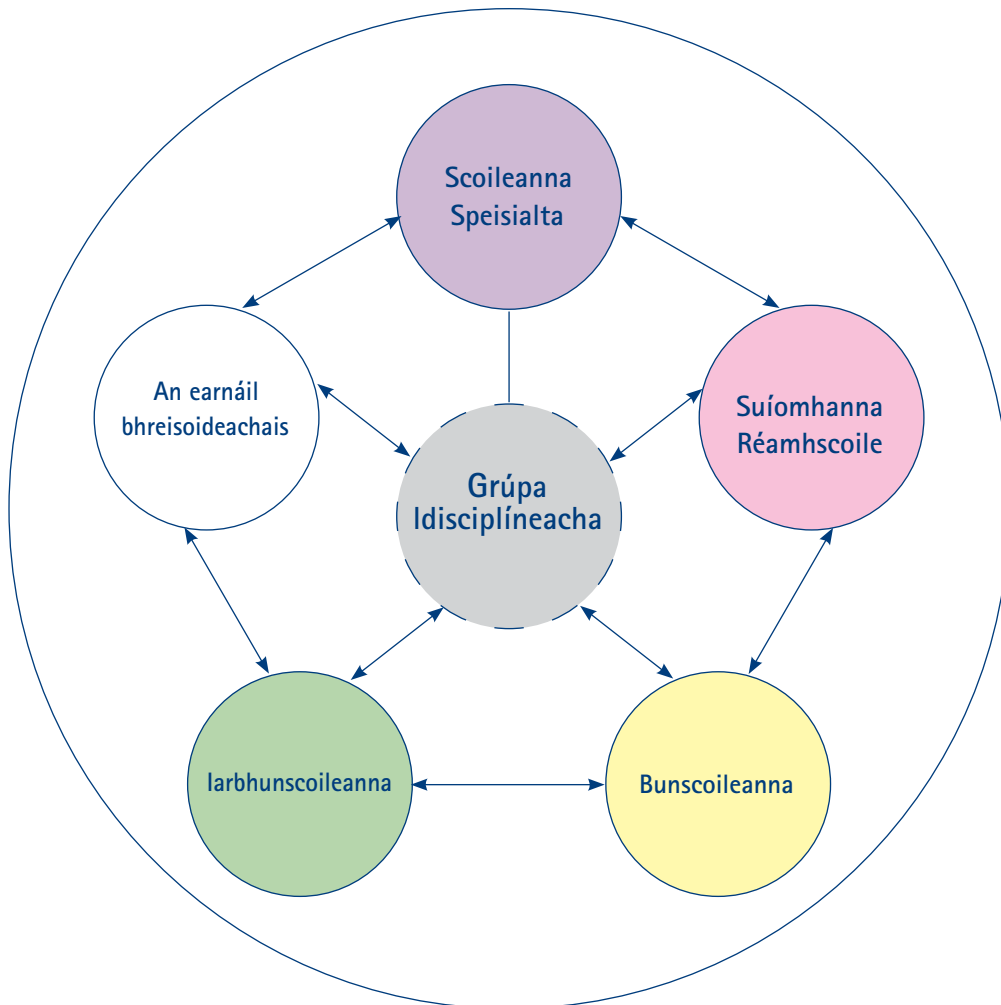 Scoileanna
Speisialta
An earnáil
bhreisoideachais
Suíomhanna
Réamhscoile
Grúpa
Idisciplíneacha
Iarbhunscoileanna
Bunscoileanna